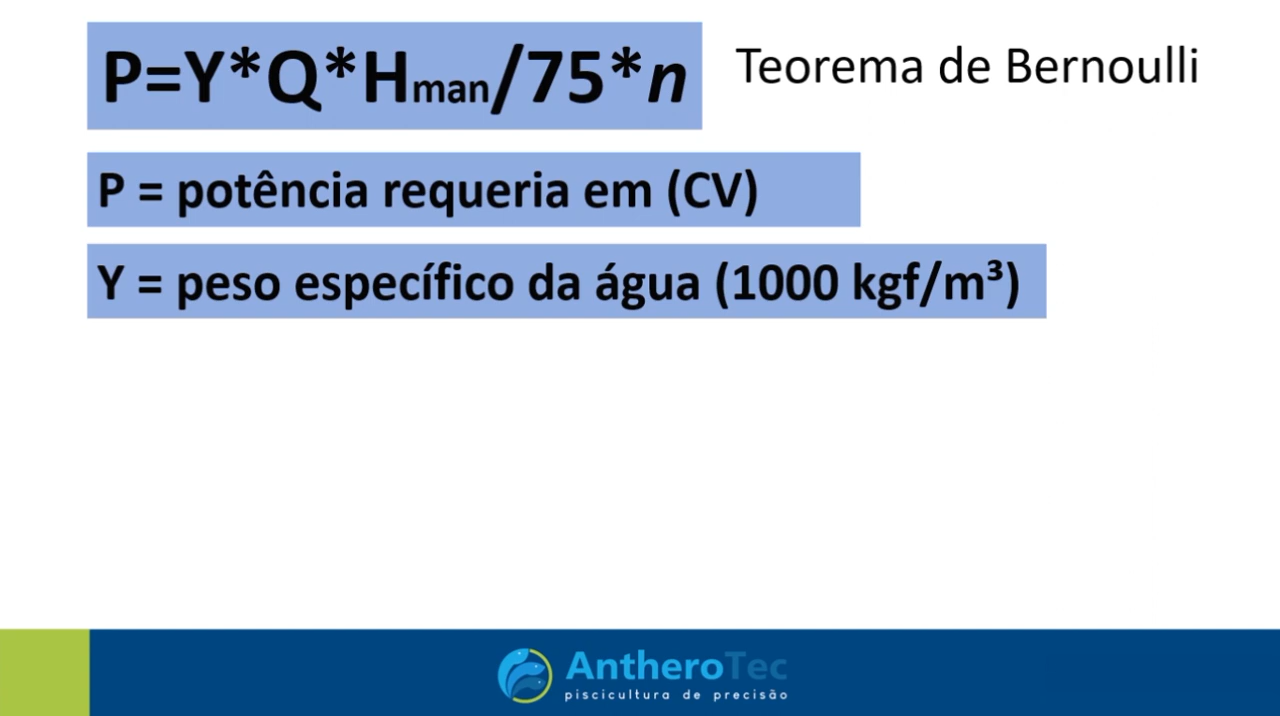 P=Y*Q*Hman/75*n
Teorema de Bernoulli
P = potência requeria em (CV)
Y = peso específico da água (1000 kgf/m³)
AntheroTec
piscicultura de precisão